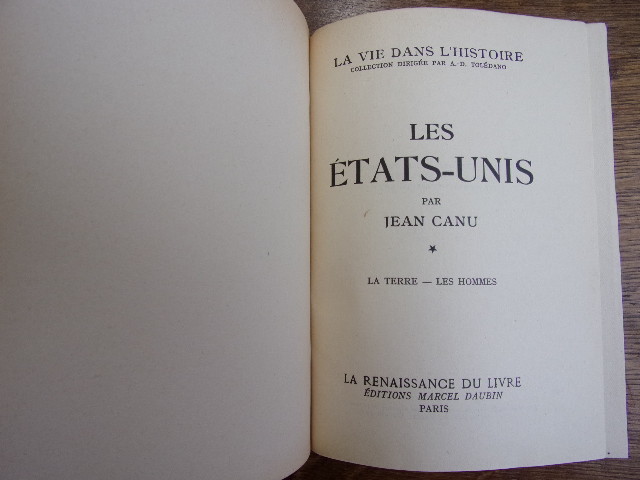 LA VIE DANS L'HISTOIRE
COLLECTION DIRIGÉE PAR A.-D. TOLÉDANO
LES
ÉTATS-UNIS
PAR
JEAN CANU
★
LA TERRE — LES HOMMES
LA RENAISSANCE DU LIVRE
ÉDITIONS MARCEL DAUBIN
PARIS